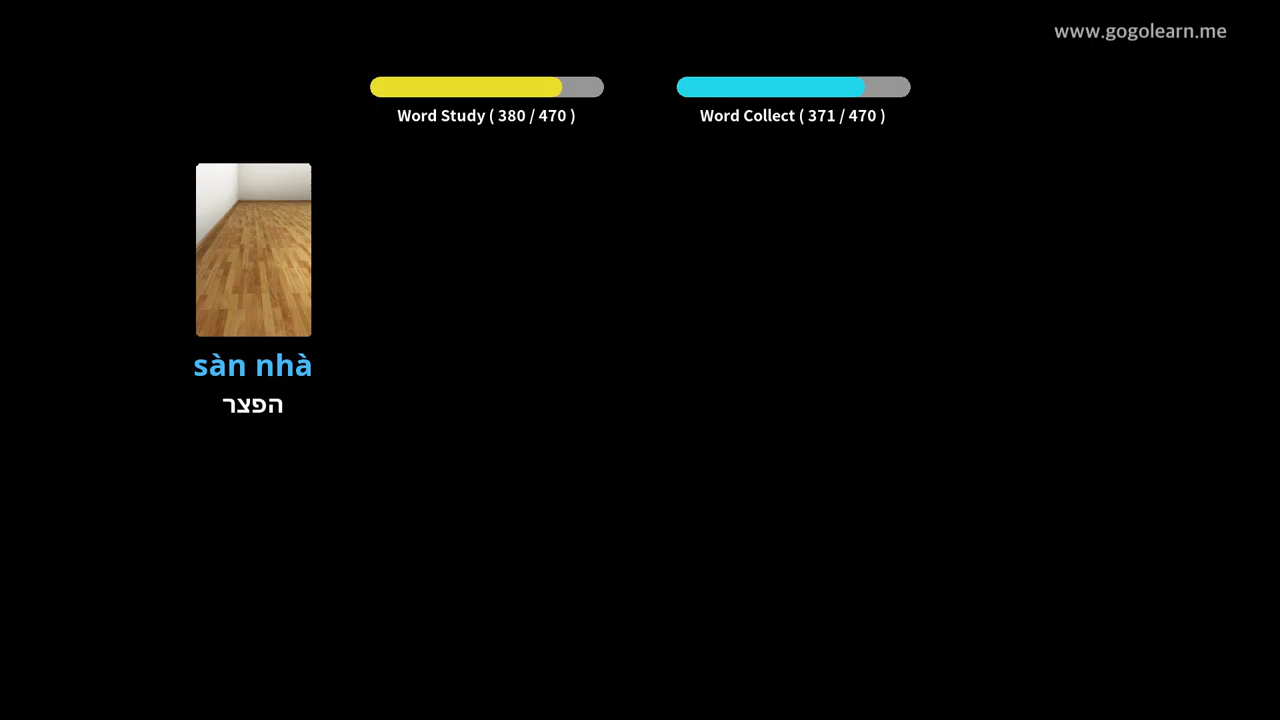 www.gogolearn.me
Word Study ( 380 / 470 )
Word Collect ( 371 / 470 )
sàn nhà
הפצר